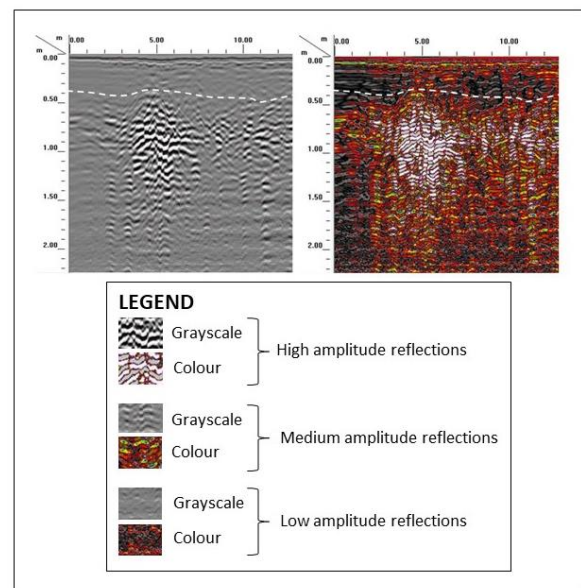 m
m 0.00 5.00 10.00
0.00
0.50
1.00
1.50
2.00
m
m 0.00 5.00 10.00
0.00
0.50
1.00
1.50
2.00
LEGEND
Grayscale
Colour
High amplitude reflections
Grayscale
Colour
Medium amplitude reflections
Grayscale
Colour
Low amplitude reflections